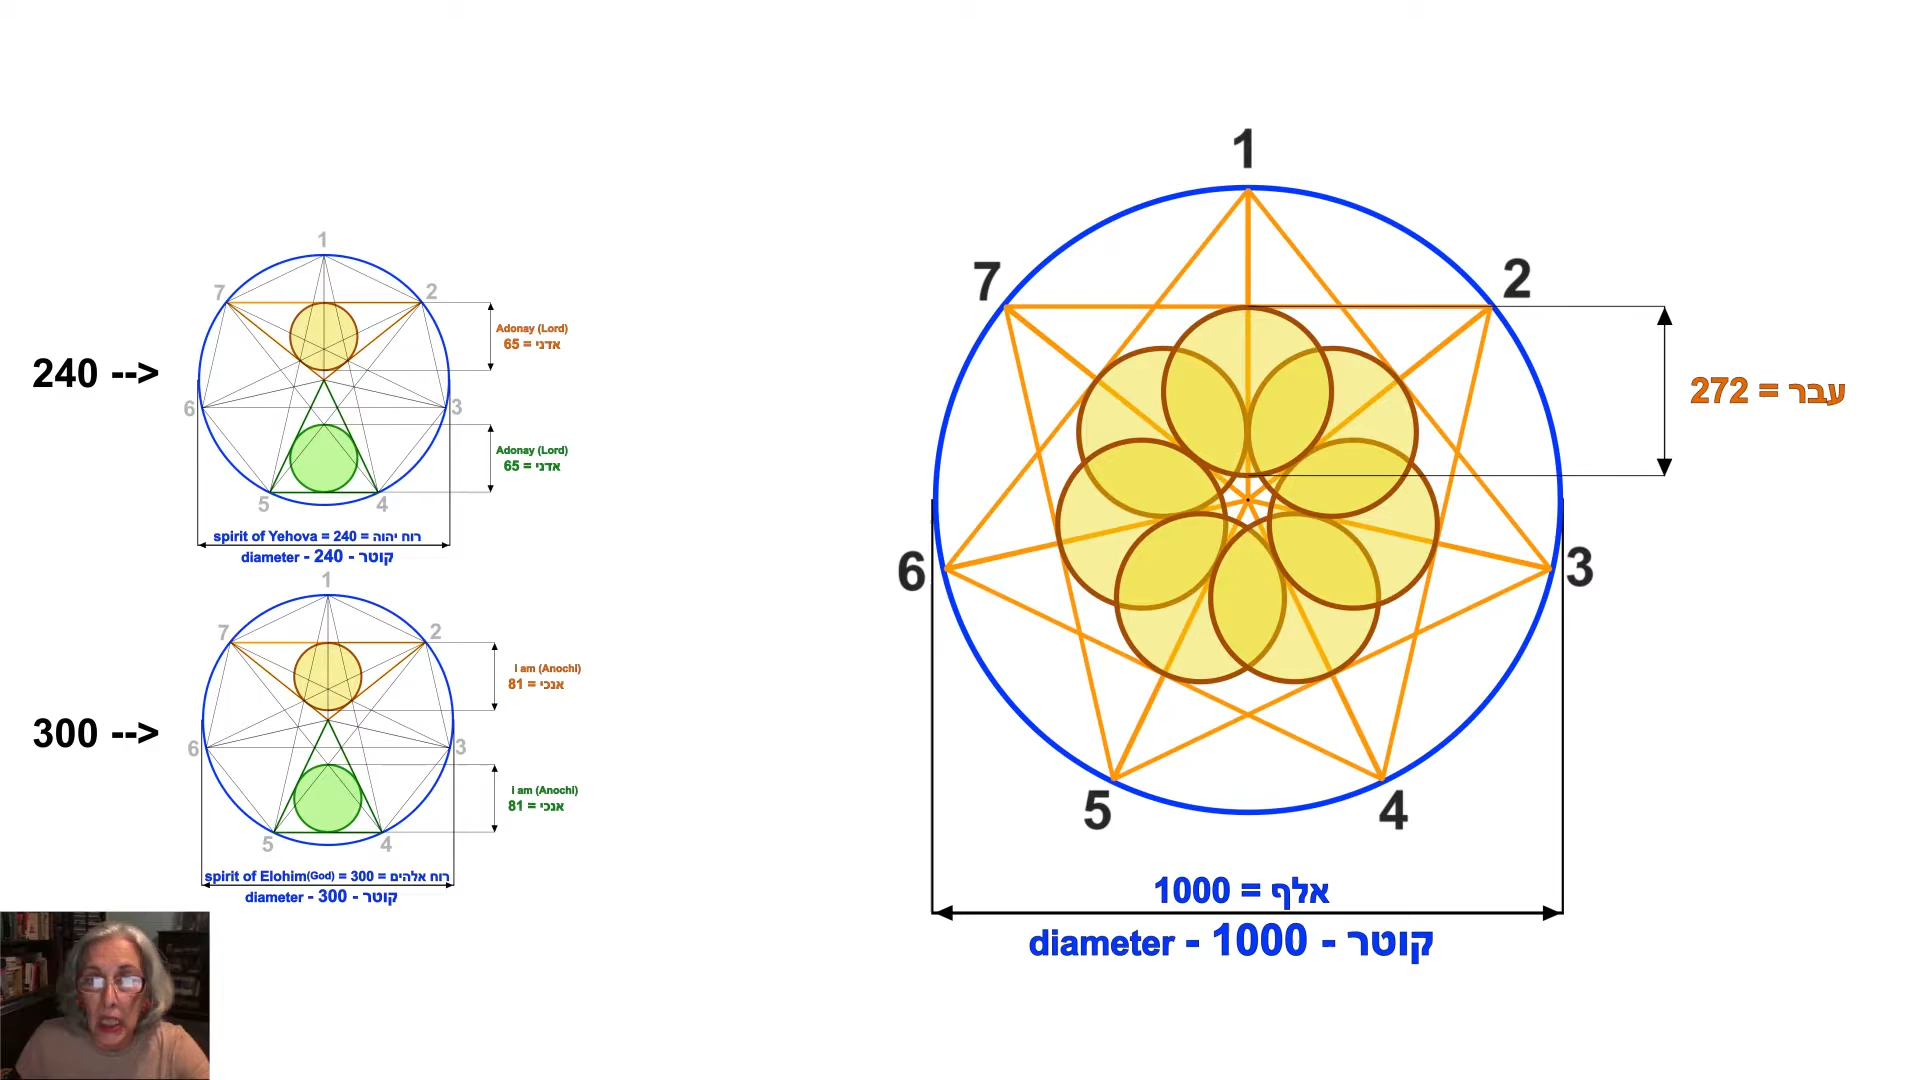 240 -->
1
7
2
6
3
5
4
Adonay (Lord)
65 = אדני
Adonay (Lord)
65 = אדני
spirit of Yehova = 240 = רוח יהוה
diameter - 240 - קוטר
300 -->
1
7
2
6
3
5
4
I am (Anochi)
81 = אנכי
I am (Anochi)
81 = אנכי
spirit of Elohim(God) = 300 = רוח אלהים
diameter - 300 - קוטר
1
7
2
6
3
5
4
272 = עבר
1000 = אלף
diameter - 1000 - קוטר